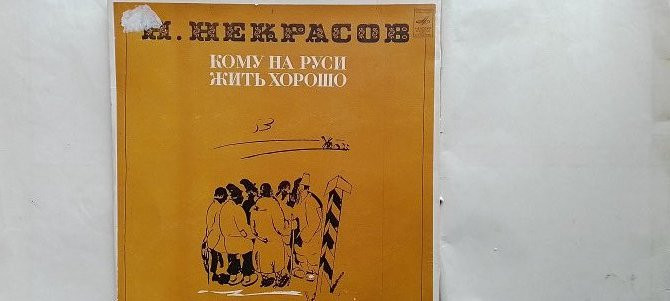 Н. НЕКРАСОВ
КОМУ НА РУСИ
ЖИТЬ ХОРОШО